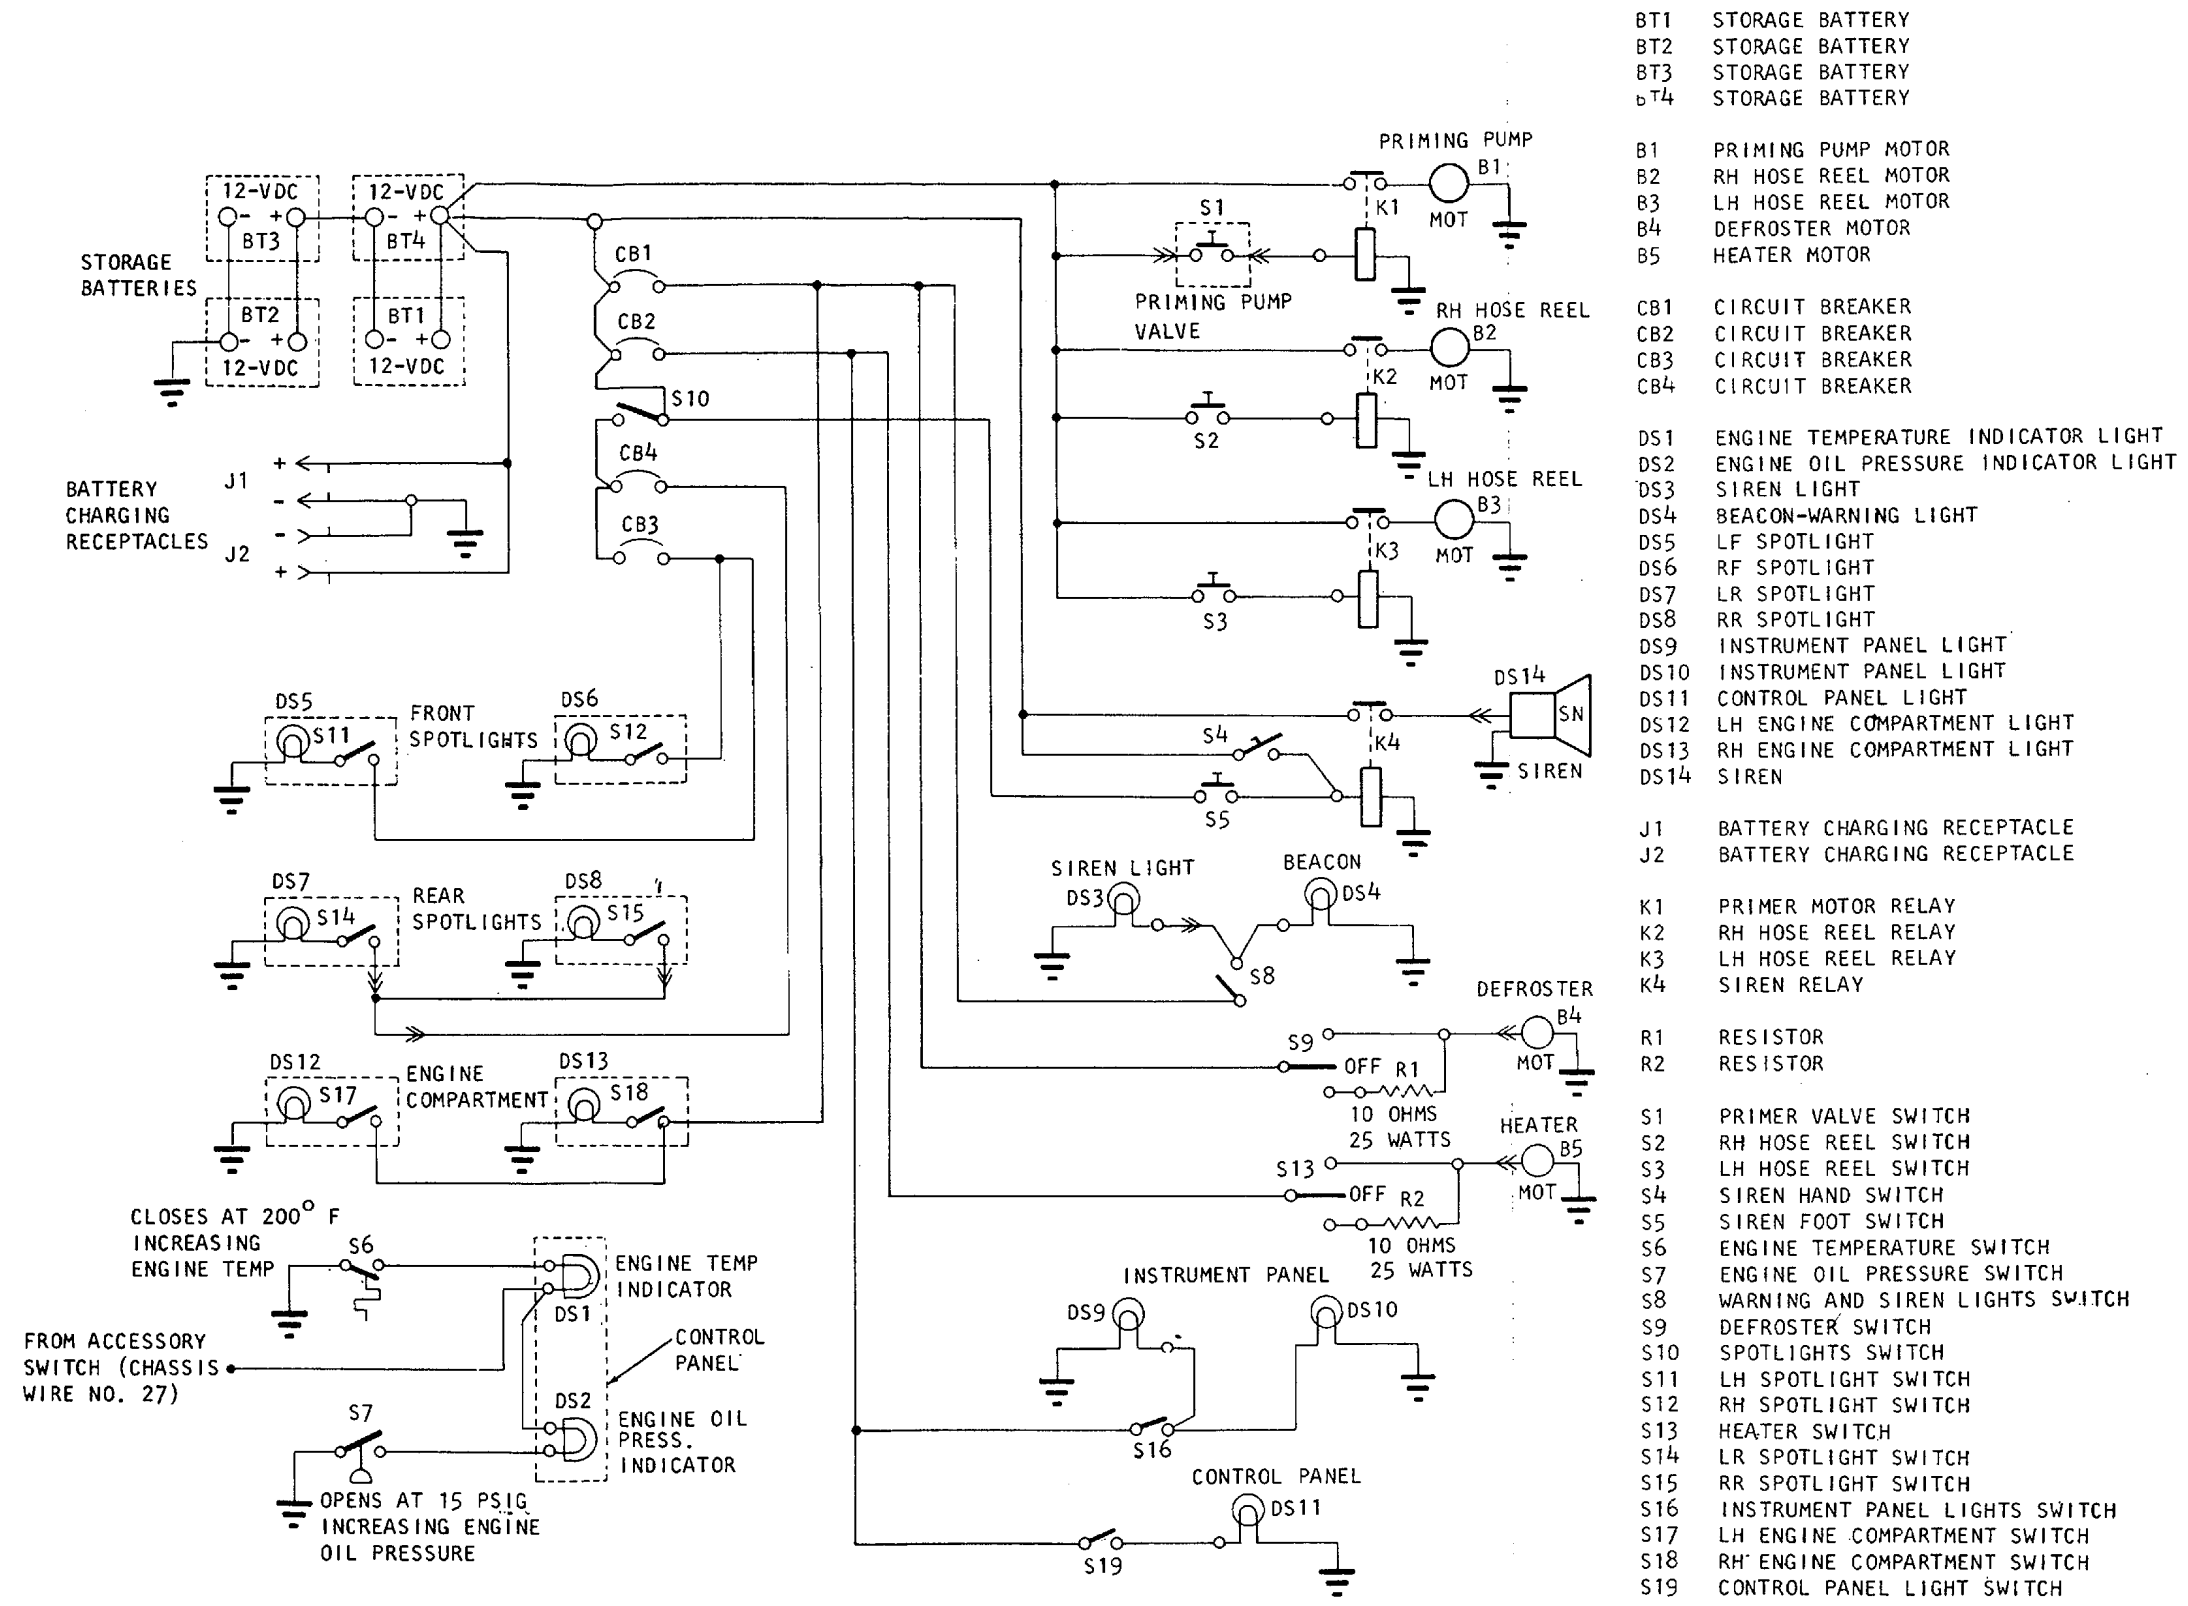 BT1 STORAGE BATTERY
BT2 STORAGE BATTERY
BT3 STORAGE BATTERY
bT4 STORAGE BATTERY
B1 PRIMING PUMP MOTOR
B2 RH HOSE REEL MOTOR
B3 LH HOSE REEL MOTOR
B4 DEFROSTER MOTOR
B5 HEATER MOTOR
CB1 CIRCUIT BREAKER
CB2 CIRCUIT BREAKER
CB3 CIRCUIT BREAKER
CB4 CIRCUIT BREAKER
DS1 ENGINE TEMPERATURE INDICATOR LIGHT
DS2 ENGINE OIL PRESSURE INDICATOR LIGHT
DS3 SIREN LIGHT
DS4 BEACON-WARNING LIGHT
DS5 LF SPOTLIGHT
DS6 RF SPOTLIGHT
DS7 LR SPOTLIGHT
DS8 RR SPOTLIGHT
DS9 INSTRUMENT PANEL LIGHT
DS10 INSTRUMENT PANEL LIGHT
DS11 CONTROL PANEL LIGHT
DS12 LH ENGINE COMPARTMENT LIGHT
DS13 RH ENGINE COMPARTMENT LIGHT
DS14 SIREN
J1 BATTERY CHARGING RECEPTACLE
J2 BATTERY CHARGING RECEPTACLE
K1 PRIMER MOTOR RELAY
K2 RH HOSE REEL RELAY
K3 LH HOSE REEL RELAY
K4 SIREN RELAY
R1 RESISTOR
R2 RESISTOR
S1 PRIMER VALVE SWITCH
S2 RH HOSE REEL SWITCH
S3 LH HOSE REEL SWITCH
S4 SIREN HAND SWITCH
S5 SIREN FOOT SWITCH
S6 ENGINE TEMPERATURE SWITCH
S7 ENGINE OIL PRESSURE SWITCH
S8 WARNING AND SIREN LIGHTS SWITCH
S9 DEFROSTER SWITCH
S10 SPOTLIGHTS SWITCH
S11 LH SPOTLIGHT SWITCH
S12 RH SPOTLIGHT SWITCH
S13 HEATER SWITCH
S14 LR SPOTLIGHT SWITCH
S15 RR SPOTLIGHT SWITCH
S16 INSTRUMENT PANEL LIGHTS SWITCH
S17 LH ENGINE COMPARTMENT SWITCH
S18 RH ENGINE COMPARTMENT SWITCH
S19 CONTROL PANEL LIGHT SWITCH
12-VDC
- +
BT3
12-VDC
- +
BT4
STORAGE
BATTERIES
BT2
- +
12-VDC
BT1
- +
12-VDC
BATTERY
CHARGING
RECEPTACLES
J1
+
-
J2
-
+
CB1
CB2
S10
CB4
CB3
PRIMING PUMP
B1
MOT
K1
S1
PRIMING PUMP
VALVE
RH HOSE REEL
B2
MOT
K2
S2
LH HOSE REEL
B3
MOT
K3
S3
DS14
SN
SIREN
K4
S4
S5
DS5
S11
FRONT
SPOTLIGHTS
DS6
S12
DS7
S14
REAR
SPOTLIGHTS
DS8
S15
DS12
S17
ENGINE
COMPARTMENT
DS13
S18
SIREN LIGHT
DS3
BEACON
DS4
S8
DEFROSTER
B4
MOT
S9
OFF
R1
10 OHMS
25 WATTS
HEATER
B5
MOT
S13
OFF
R2
10 OHMS
25 WATTS
CLOSES AT 200° F
INCREASING
ENGINE TEMP
S6
ENGINE TEMP
INDICATOR
DS1
FROM ACCESSORY
SWITCH (CHASSIS
WIRE NO. 27)
CONTROL
PANEL
S7
DS2
ENGINE OIL
PRESS.
INDICATOR
OPENS AT 15 PSIG
INCREASING ENGINE
OIL PRESSURE
INSTRUMENT PANEL
DS9
DS10
S16
CONTROL PANEL
DS11
S19